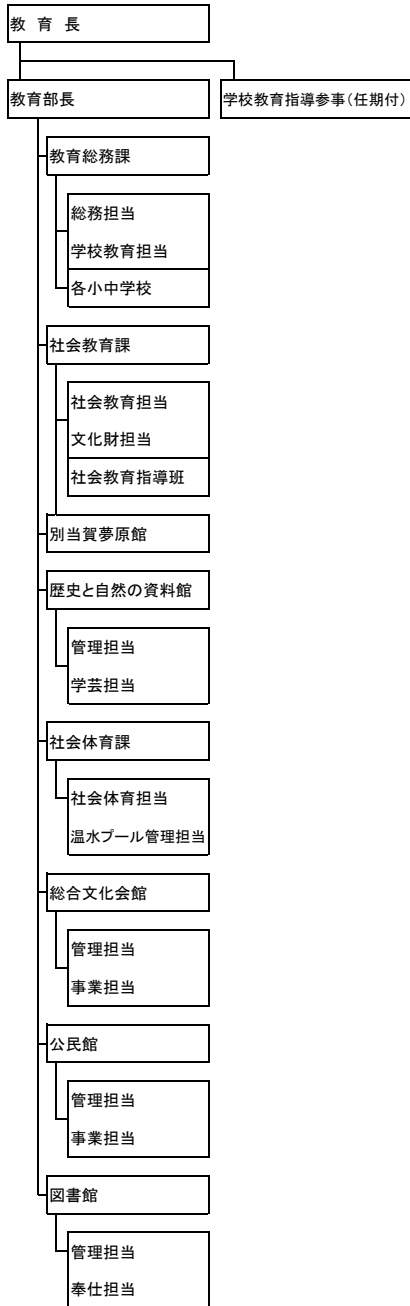 教 育 長
教育部長
学校教育指導参事(任期付)
教育総務課
総務担当
学校教育担当
各小中学校
社会教育課
社会教育担当
文化財担当
社会教育指導班
別当賀夢原館
歴史と自然の資料館
管理担当
学芸担当
社会体育課
社会体育担当
温水プール管理担当
総合文化会館
管理担当
事業担当
公民館
管理担当
事業担当
図書館
管理担当
奉仕担当